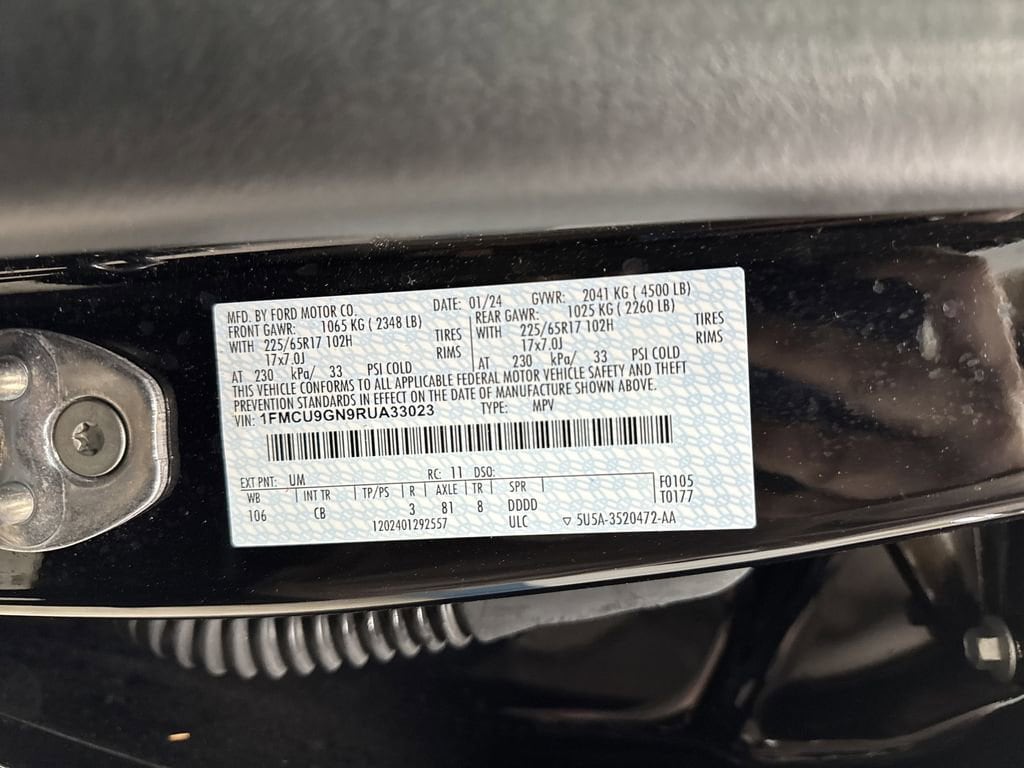 MFD. BY FORD MOTOR CO. DATE: 01/24 GVWR: 2041 KG ( 4500 LB)
FRONT GAWR: 1065 KG ( 2348 LB) REAR GAWR: 1025 KG ( 2260 LB)
WITH 225/65R17 102H TIRES WITH 225/65R17 102H TIRES
17x7.0J RIMS 17x7.0J RIMS
AT 230 kPa/ 33 PSI COLD AT 230 kPa/ 33 PSI COLD
THIS VEHICLE CONFORMS TO ALL APPLICABLE FEDERAL MOTOR VEHICLE SAFETY AND THEFT
PREVENTION STANDARDS IN EFFECT ON THE DATE OF MANUFACTURE SHOWN ABOVE.
VIN: 1FMCU9GN9RUA33023 TYPE: MPV
EXT PNT: UM RC: 11 DSO: F0105
WB INT TR TP/PS R AXLE TR SPR T0177
106 CB 3 81 8 DDDD
1202401292557 ULC ▽ 5U5A-3520472-AA